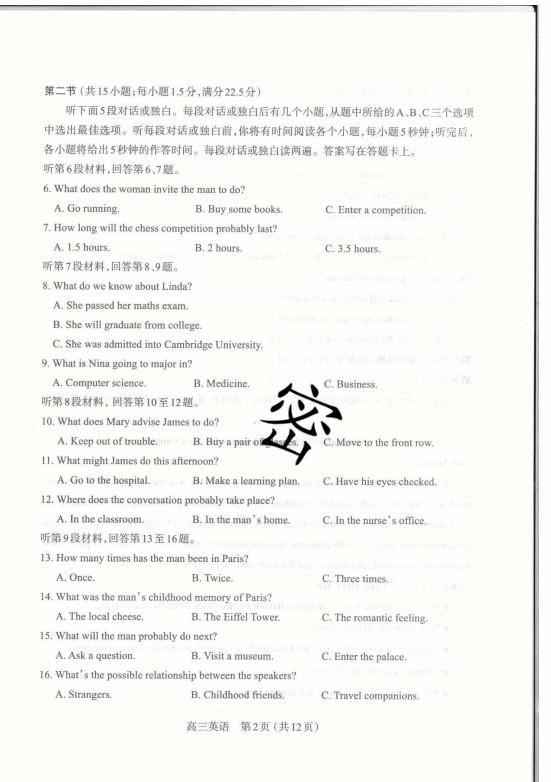 第二节 (共15小题;每小题1.5分,满分22.5分)
听下面5段对话或独白。每段对话或独白后有几个小题,从题中所给的A、B、C三个选项
中选出最佳选项。听每段对话或独白前,你将有时间阅读各个小题,每小题5秒钟;听完后,
各小题将给出5秒钟的作答时间。每段对话或独白读两遍。答案写在答题卡上。
听第6段材料,回答第6、7题。
6. What does the woman invite the man to do?
A. Go running. B. Buy some books. C. Enter a competition.
7. How long will the chess competition probably last?
A. 1.5 hours. B. 2 hours. C. 3.5 hours.
听第7段材料,回答第8、9题。
8. What do we know about Linda?
A. She passed her maths exam.
B. She will graduate from college.
C. She was admitted into Cambridge University.
9. What is Nina going to major in?
A. Computer science. B. Medicine. C. Business.
听第8段材料,回答第10至12题。
10. What does Mary advise James to do?
A. Keep out of trouble. B. Buy a pair of glasses. C. Move to the front row.
11. What might James do this afternoon?
A. Go to the hospital. B. Make a learning plan. C. Have his eyes checked.
12. Where does the conversation probably take place?
A. In the classroom. B. In the man's home. C. In the nurse's office.
听第9段材料,回答第13至16题。
13. How many times has the man been in Paris?
A. Once. B. Twice. C. Three times.
14. What was the man's childhood memory of Paris?
A. The local cheese. B. The Eiffel Tower. C. The romantic feeling.
15. What will the man probably do next?
A. Ask a question. B. Visit a museum. C. Enter the palace.
16. What's the possible relationship between the speakers?
A. Strangers. B. Childhood friends. C. Travel companions.
高三英语 第2页(共12页)
密